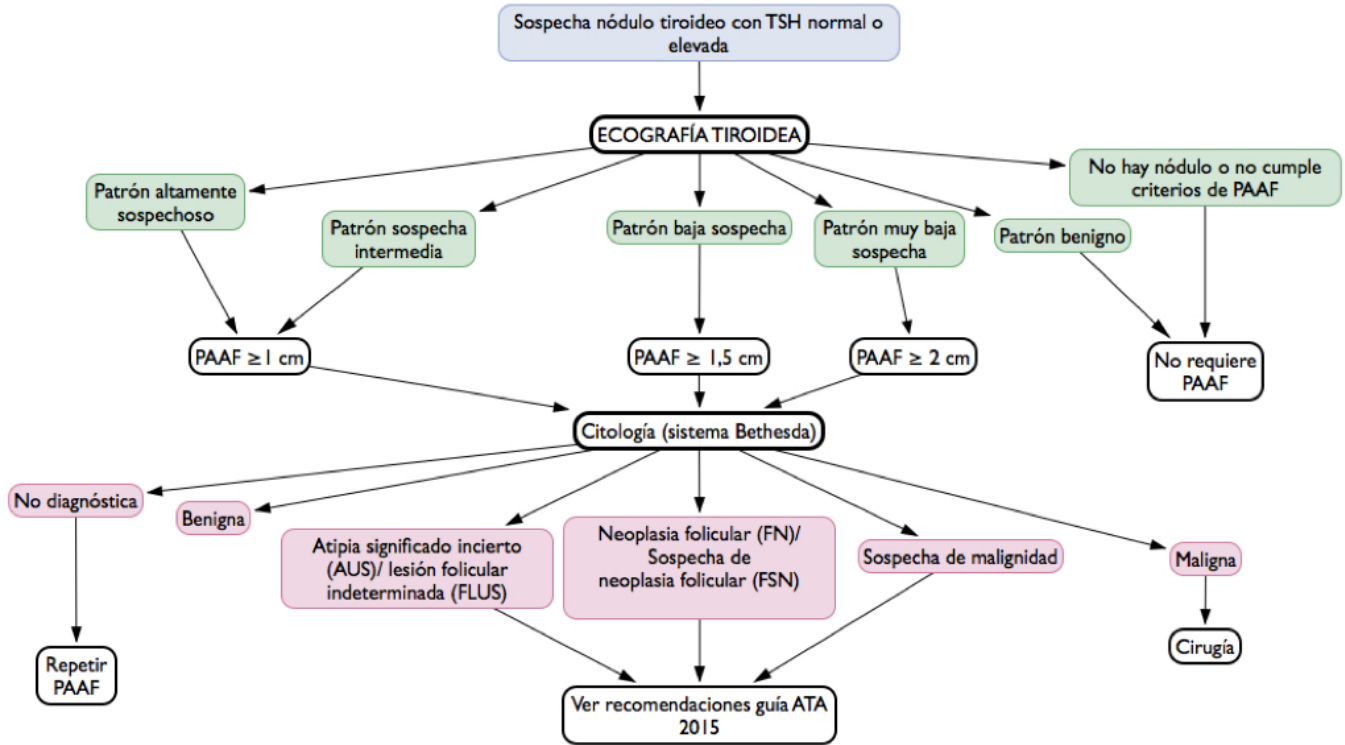 Sospecha nódulo tiroideo con TSH normal o
elevada
ECOGRAFÍA TIROIDEA
Patrón altamente
sospechoso
Patrón sospecha
intermedia
Patrón baja sospecha
Patrón muy baja
sospecha
Patrón benigno
No hay nódulo o no cumple
criterios de PAAF
PAAF ≥1 cm
PAAF ≥ 1,5 cm
PAAF ≥ 2 cm
No requiere
PAAF
Citología (sistema Bethesda)
No diagnóstica
Benigna
Atipia significado incierto
(AUS)/ lesión folicular
indeterminada (FLUS)
Neoplasia folicular (FN)/
Sospecha de
neoplasia folicular (FSN)
Sospecha de malignidad
Maligna
Repetir
PAAF
Ver recomendaciones guía ATA
2015
Cirugía